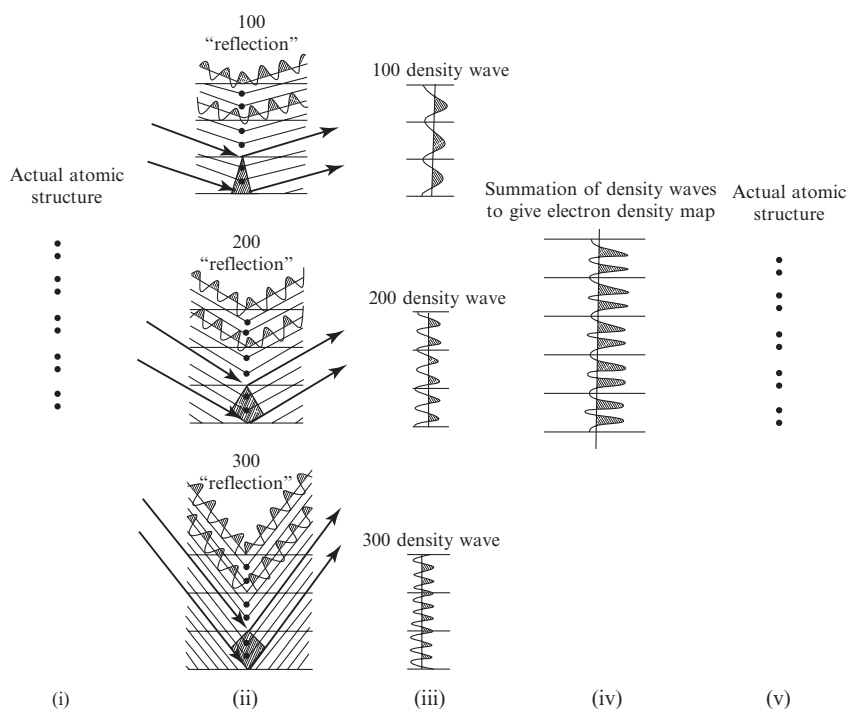 100
“reflection”
100 density wave
Actual atomic
structure
Summation of density waves
to give electron density map
Actual atomic
structure
200
“reflection”
200 density wave
300
“reflection”
300 density wave
(i)
(ii)
(iii)
(iv)
(v)